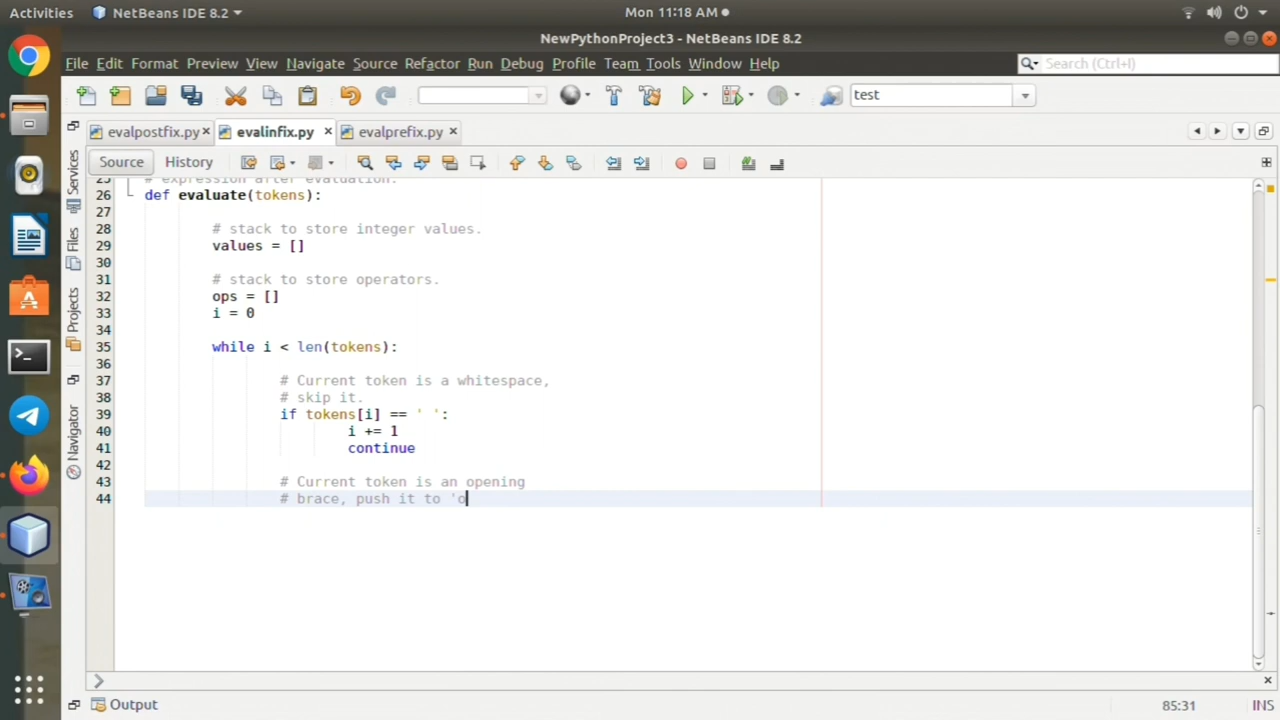 Activities
NetBeans IDE 8.2
Mon 11:18 AM
NewPythonProject3 - NetBeans IDE 8.2
File Edit Format Preview View Navigate Source Refactor Run Debug Profile Team Tools Window Help
Search (Ctrl+I)
test
evalpostfix.py
evalinfix.py
evalprefix.py
Source
History
Services
Files
Projects
Navigator
25 # expression after evaluation.
26 def evaluate(tokens):
27
28 # stack to store integer values.
29 values = []
30
31 # stack to store operators.
32 ops = []
33 i = 0
34
35 while i < len(tokens):
36
37 # Current token is a whitespace,
38 # skip it.
39 if tokens[i] == ' ':
40 i += 1
41 continue
42
43 # Current token is an opening
44 # brace, push it to 'o
Output
85:31
INS